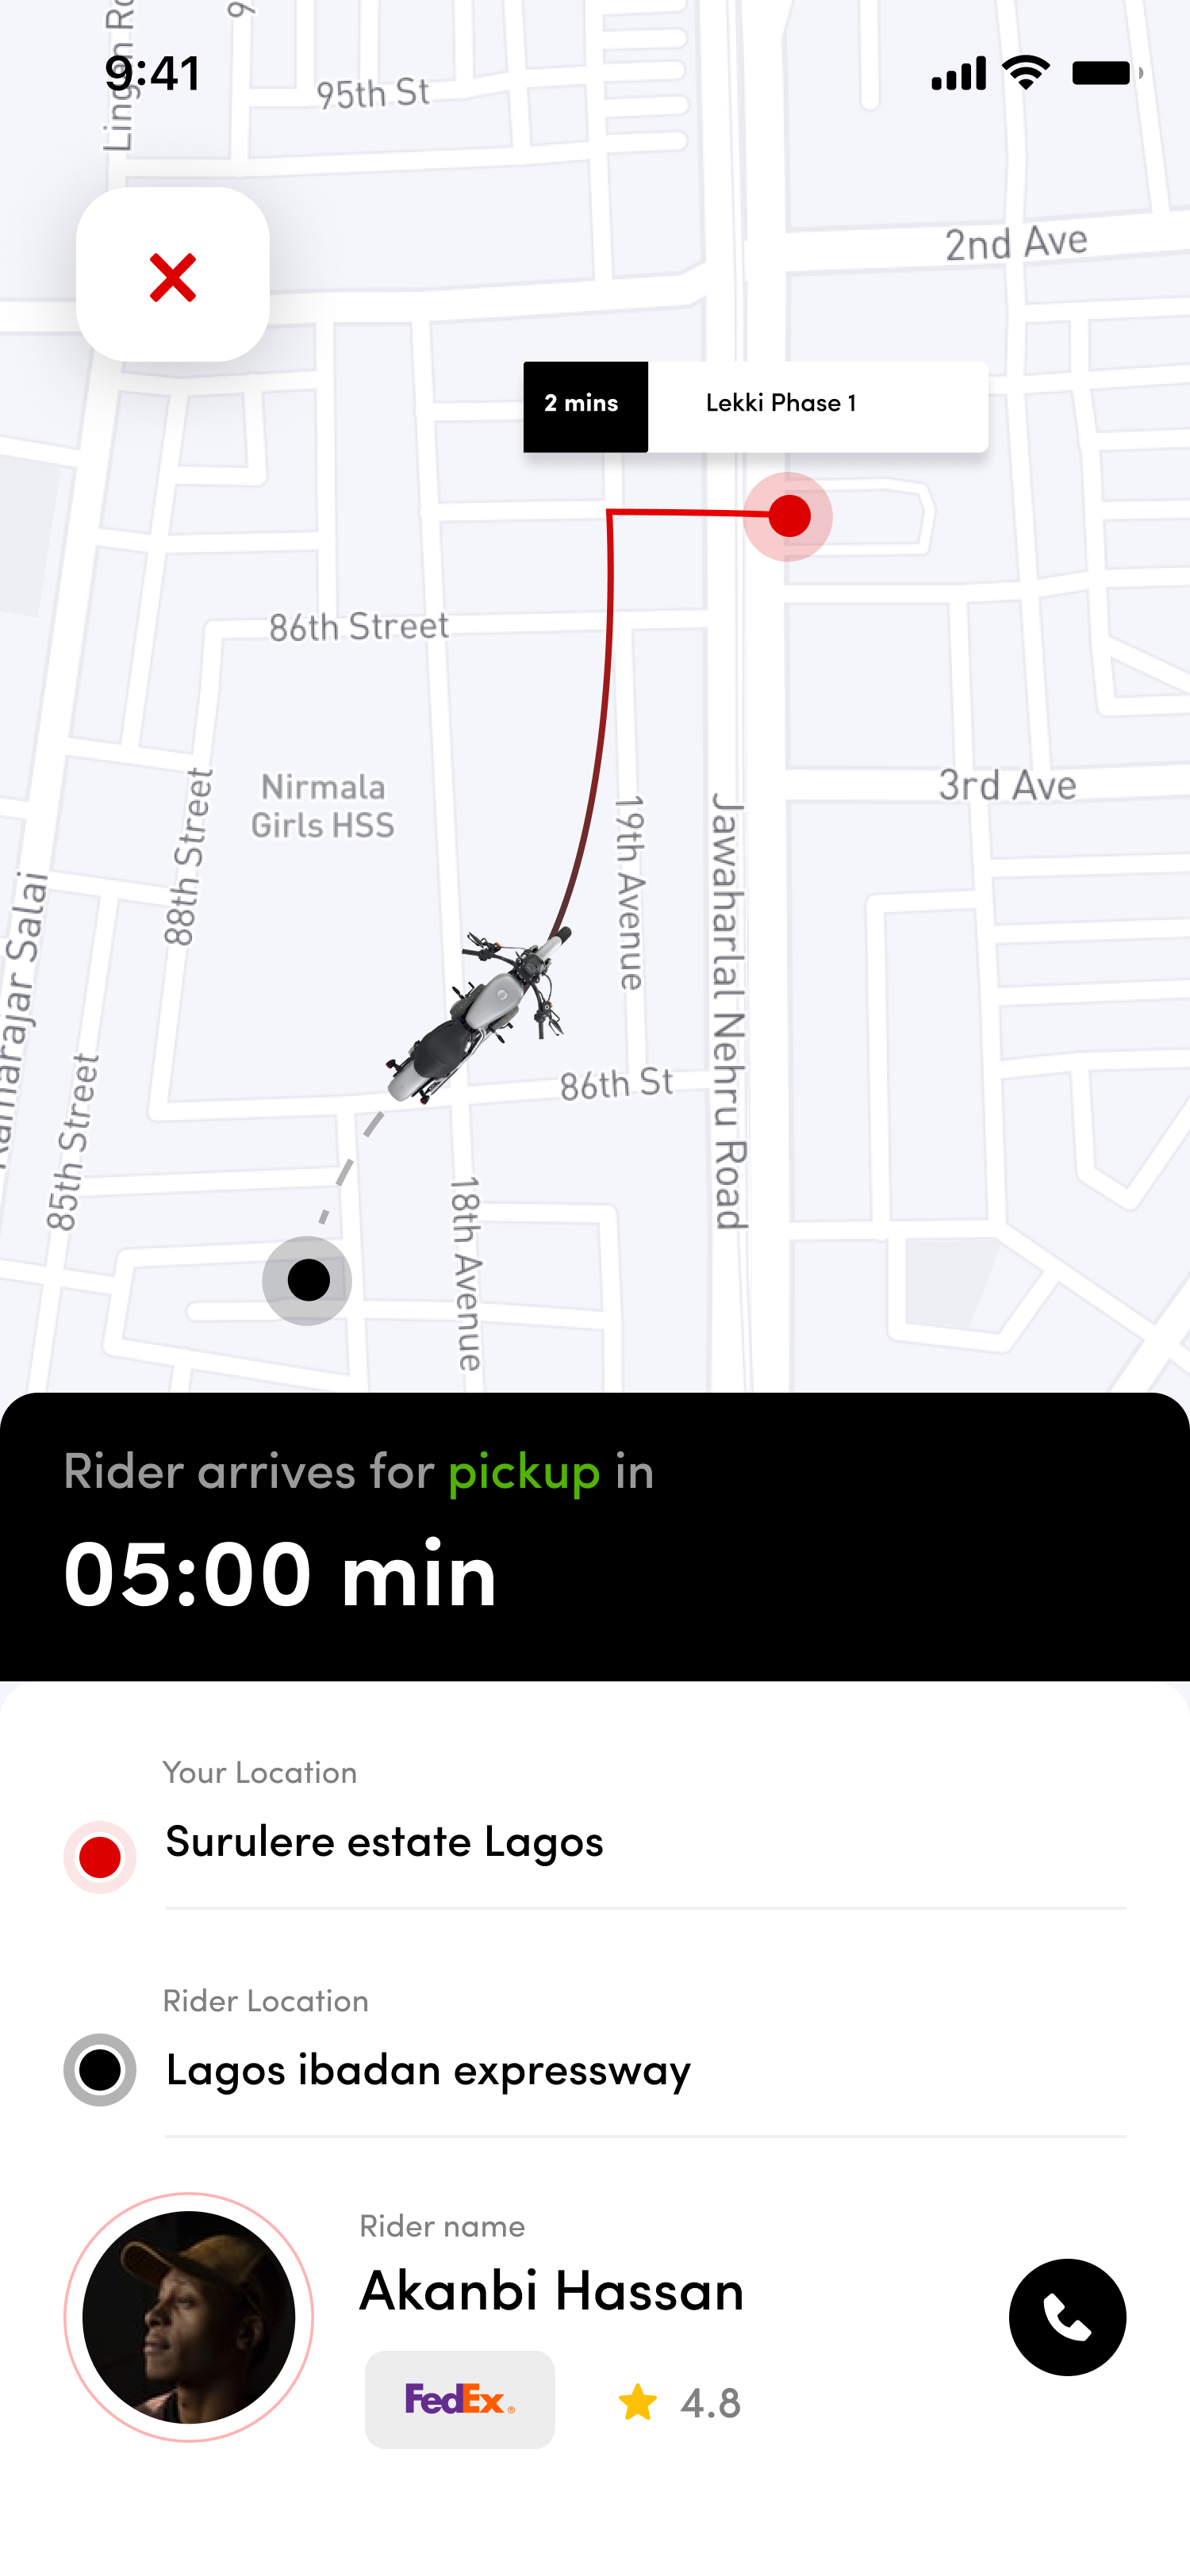 9:41
95th St
2nd Ave
2 mins
Lekki Phase 1
86th Street
Nirmala
Girls HSS
3rd Ave
88th Street
19th Avenue
Jawaharlal Nehru Road
85th Street
86th St
18th Avenue
Rider arrives for pickup in
05:00 min
Your Location
Surulere estate Lagos
Rider Location
Lagos ibadan expressway
Rider name
Akanbi Hassan
FedEx®
4.8